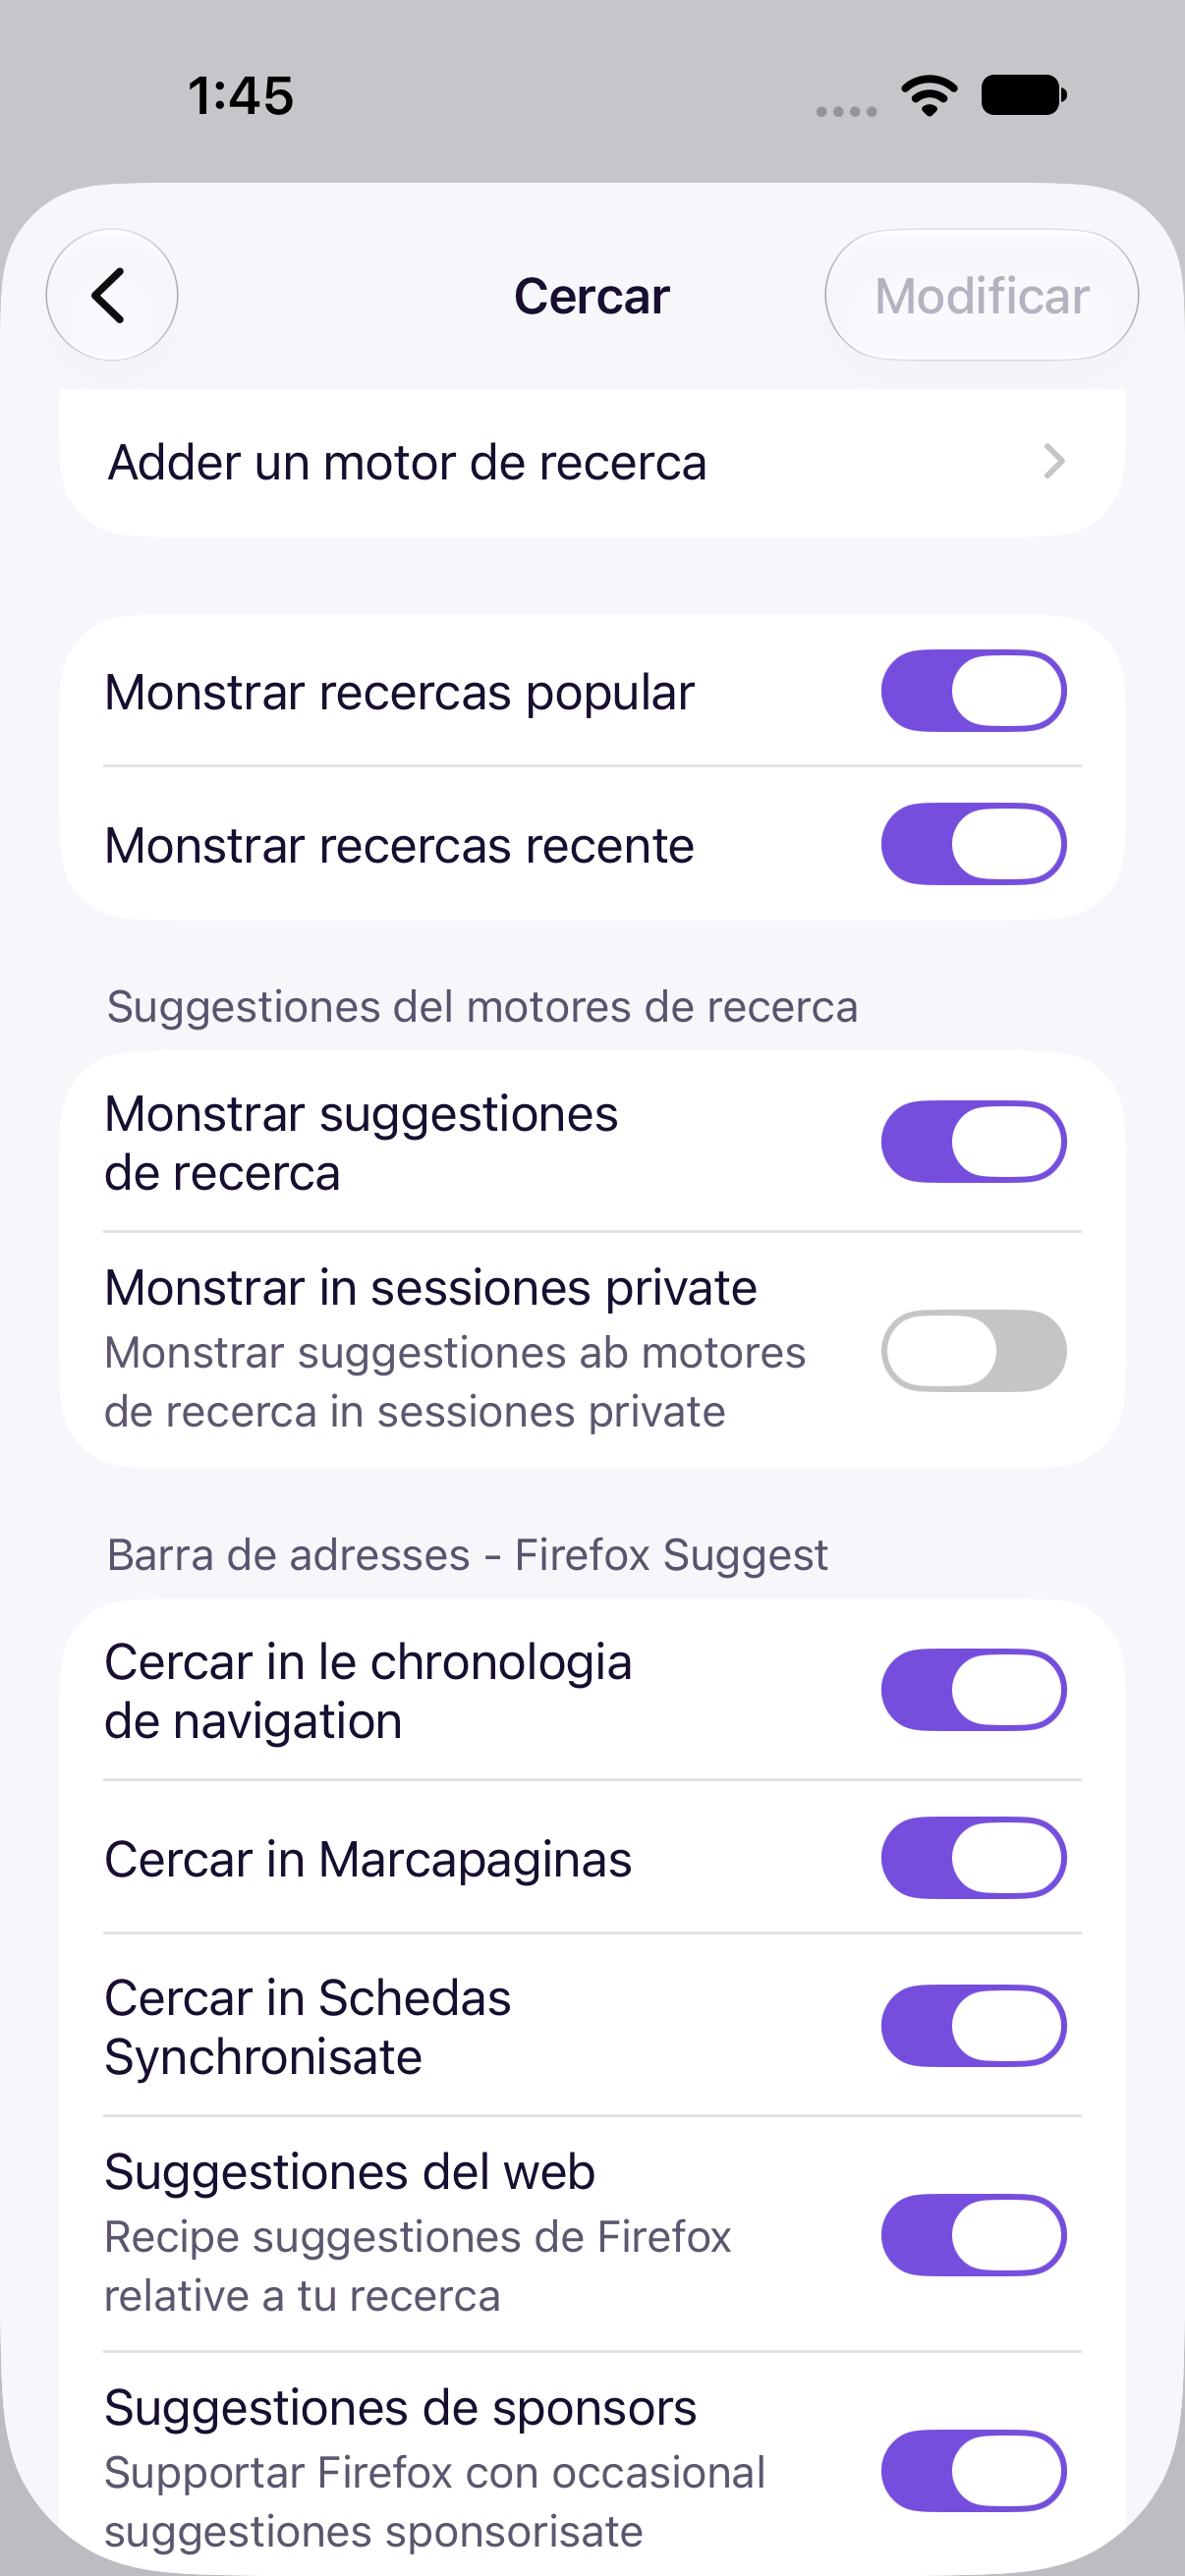 1:45
Cercar
Modificar
Adder un motor de recerca
Monstrar recercas popular
Monstrar recercas recente
Suggestiones del motores de recerca
Monstrar suggestiones
de recerca
Monstrar in sessiones private
Monstrar suggestiones ab motores
de recerca in sessiones private
Barra de adresses - Firefox Suggest
Cercar in le chronologia
de navigation
Cercar in Marcapaginas
Cercar in Schedas
Synchronisate
Suggestiones del web
Recipe suggestiones de Firefox
relative a tu recerca
Suggestiones de sponsors
Supportar Firefox con occasional
suggestiones sponsorisate